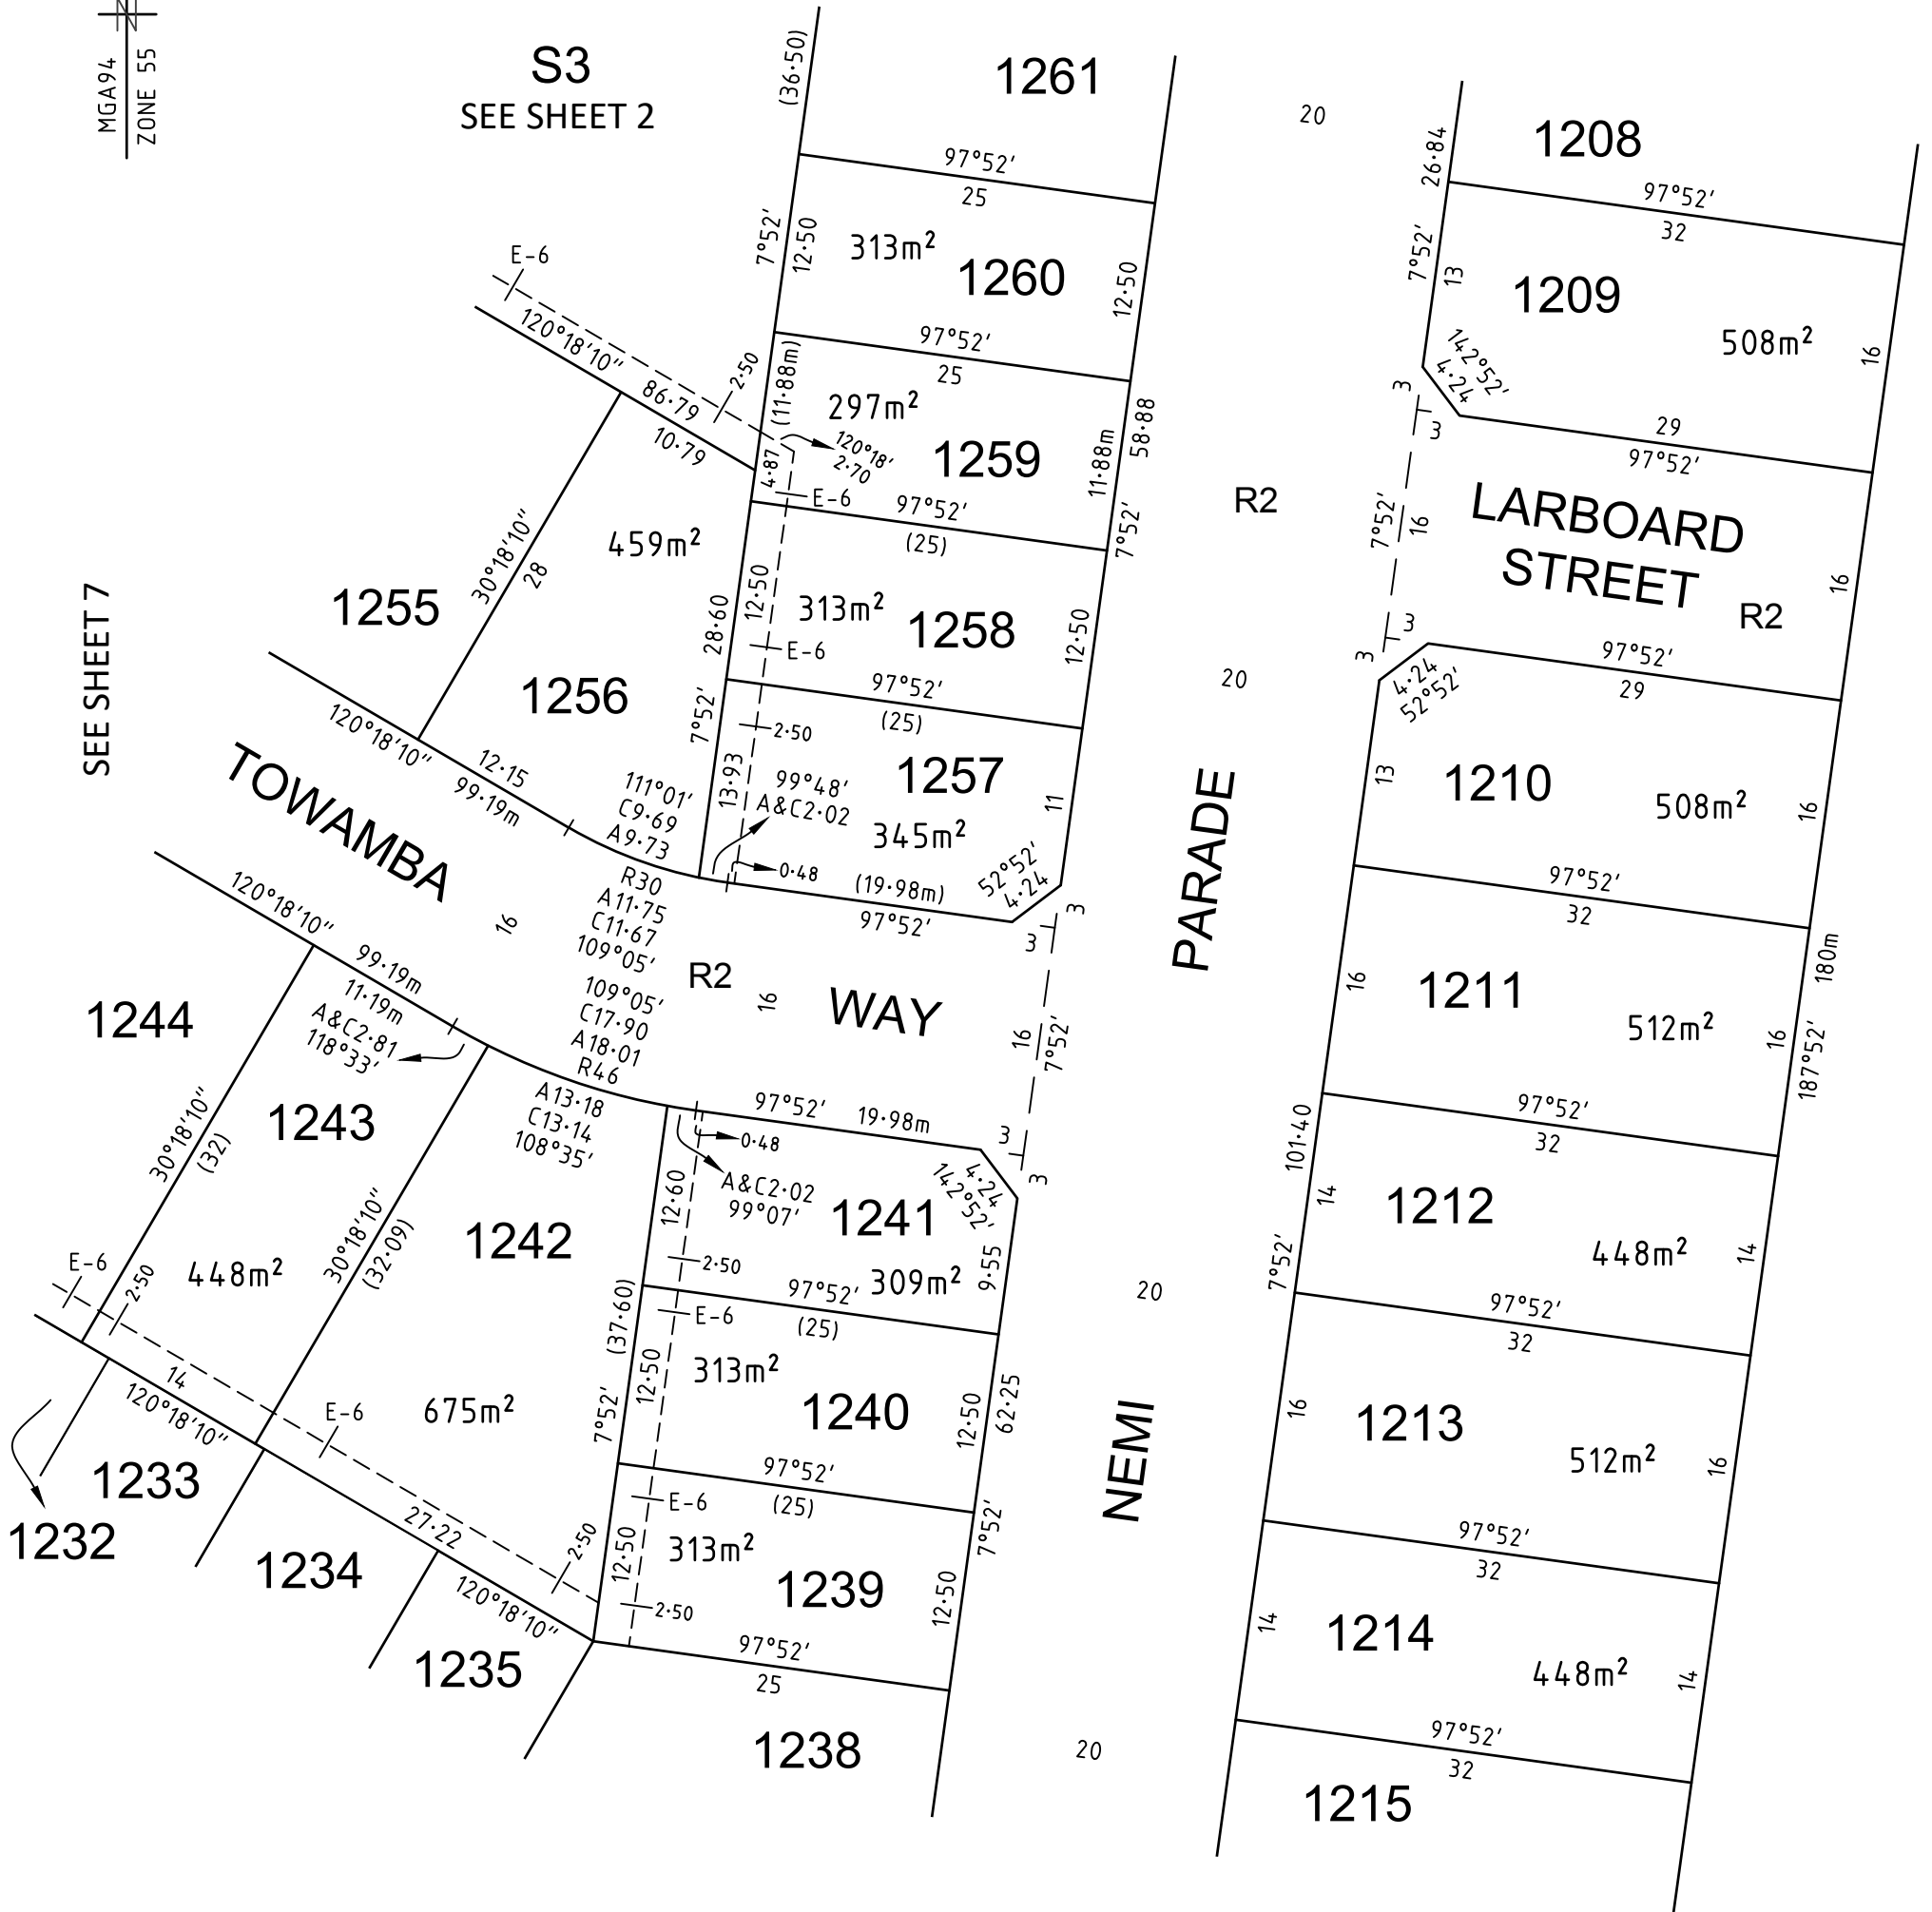 MGA94
ZONE 55
S3
SEE SHEET 2
SEE SHEET 7
(36·50)
1261
20
97°52'
25
7°52'
12·50
313m²
1260
12·50
97°52'
25
26·84
1208
97°52'
32
7°52'
13
1209
508m²
16
142°52'
4·24
3
3
29
97°52'
E-6
120°18'10"
86·79
2·50
10·79
(11·88m)
297m²
1259
120°18'
2·70
4·87
E-6
11·88m
58·88
97°52'
(25)
7°52'
R2
7°52'
16
LARBOARD
STREET
R2
16
3
3
30°18'10"
28
459m²
1255
1256
28·60
7°52'
12·50
313m²
1258
E-6
12·50
97°52'
(25)
20
4·24
52°52'
97°52'
29
120°18'10"
12·15
99·19m
111°01'
C9·69
A9·73
13·93
2·50
99°48'
A&C2·02
1257
345m²
11
0·48
(19·98m)
97°52'
52°52'
4·24
3
3
13
1210
508m²
16
97°52'
32
TOWAMBA
WAY
120°18'10"
16
R30
A11·75
C11·67
109°05'
R2
16
109°05'
C17·90
A18·01
R46
16
7°52'
PARADE
16
1211
512m²
16
180m
187°52'
97°52'
32
1244
99·19m
11·19m
A&C2·81
118°33'
30°18'10"
(32)
1243
448m²
E-6
2·50
30°18'10"
(32·09)
A13·18
C13·14
108°35'
1242
675m²
97°52'
19·98m
0·48
A&C2·02
99°07'
12·60
2·50
1241
309m²
4·24
142°52'
3
3
9·55
97°52'
(25)
20
101·40
7°52'
14
1212
448m²
14
97°52'
32
(37·60)
7°52'
E-6
12·50
313m²
1240
12·50
62·25
97°52'
(25)
7°52'
NEMI
16
1213
512m²
16
97°52'
32
14
120°18'10"
E-6
1233
1232
27·22
2·50
1234
120°18'10"
1235
E-6
12·50
313m²
1239
2·50
12·50
97°52'
25
1238
20
14
1214
448m²
14
97°52'
32
1215